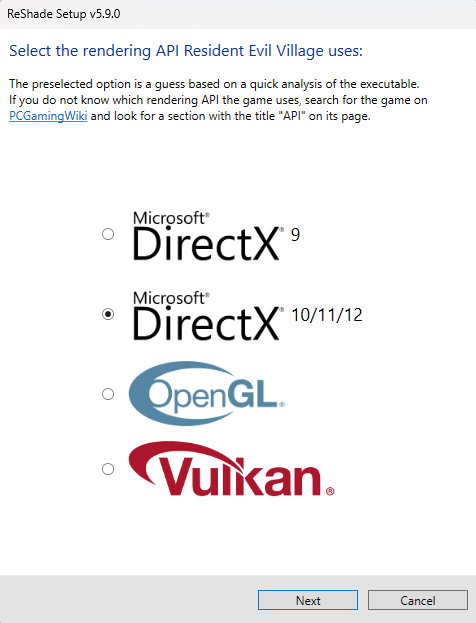 ReShade Setup v5.9.0
Select the rendering API Resident Evil Village uses:
The preselected option is a guess based on a quick analysis of the executable.
If you do not know which rendering API the game uses, search for the game on
PCGamingWiki and look for a section with the title "API" on its page.
Microsoft®
DirectX® 9
Microsoft®
DirectX® 10/11/12
OpenGL®
Vulkan®
Next
Cancel